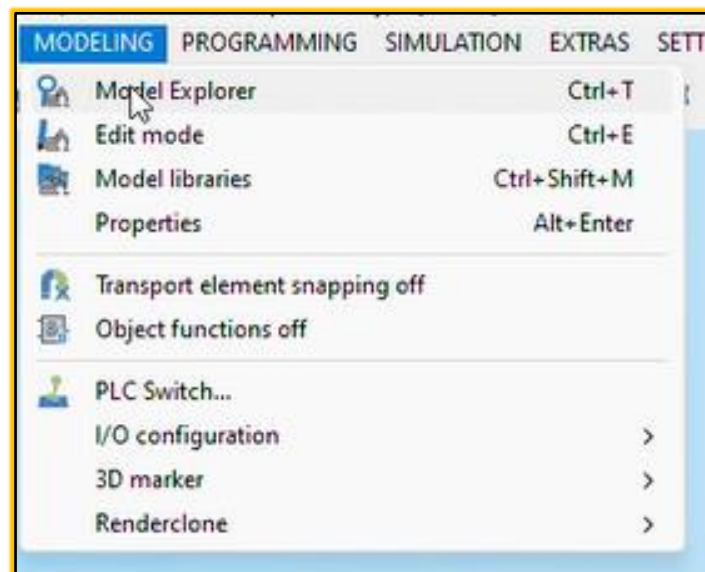 MODELING PROGRAMMING SIMULATION EXTRAS SETT
Model Explorer Ctrl+T
Edit mode Ctrl+E
Model libraries Ctrl+Shift+M
Properties Alt+Enter
Transport element snapping off
Object functions off
PLC Switch...
I/O configuration
3D marker
Renderclone